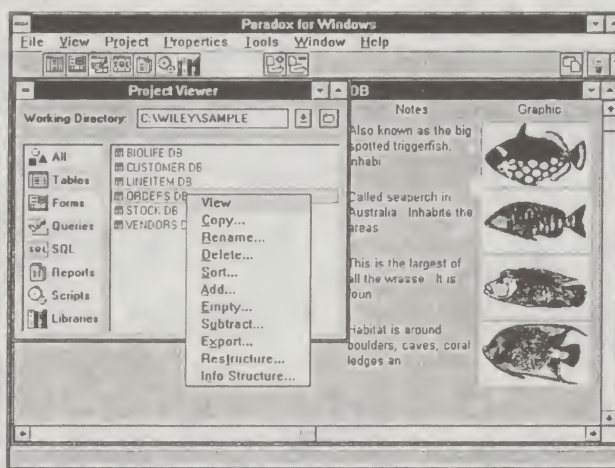 Paradox for Windows
File View Project Properties Tools Window Help
SQL
Project Viewer
Working Directory: C:\WILEY\SAMPLE
All
Tables
Forms
Queries
SQL SQL
Reports
Scripts
Libraries
BIOLIFE DB
CUSTOMER DB
LINEITEM DB
ORDERS DB
STOCK DB
VENDORS D
View
Copy...
Rename...
Delete...
Sort...
Add...
Empty...
Subtract...
Export...
Restructure...
Info Structure...
DB
Notes Graphic
Also known as the big
spotted triggerfish.
nhabi
Called seaperch in
Australia Inhabits the
areas
This is the largest of
all the wrasse It is
foun
Habitat is around
boulders, caves, coral
ledges an